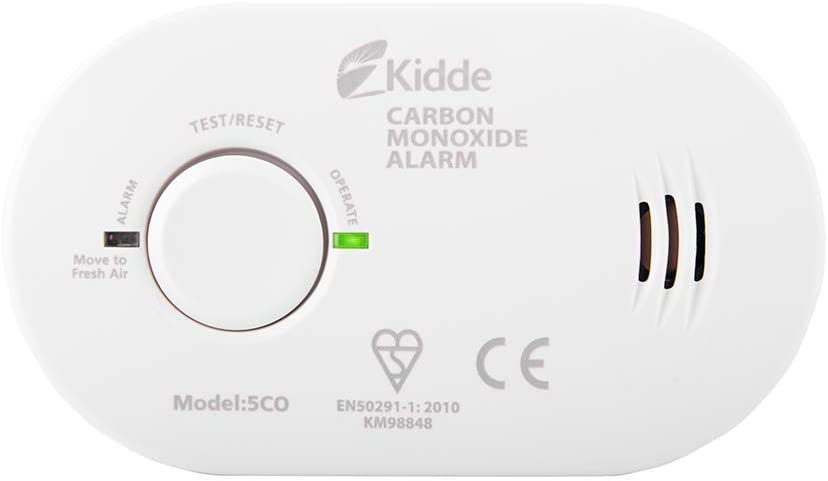 Kidde
CARBON
MONOXIDE
ALARM
TEST/RESET
ALARM
OPERATE
Move to
Fresh Air
Model:5CO
EN50291-1: 2010
KM98848
CE